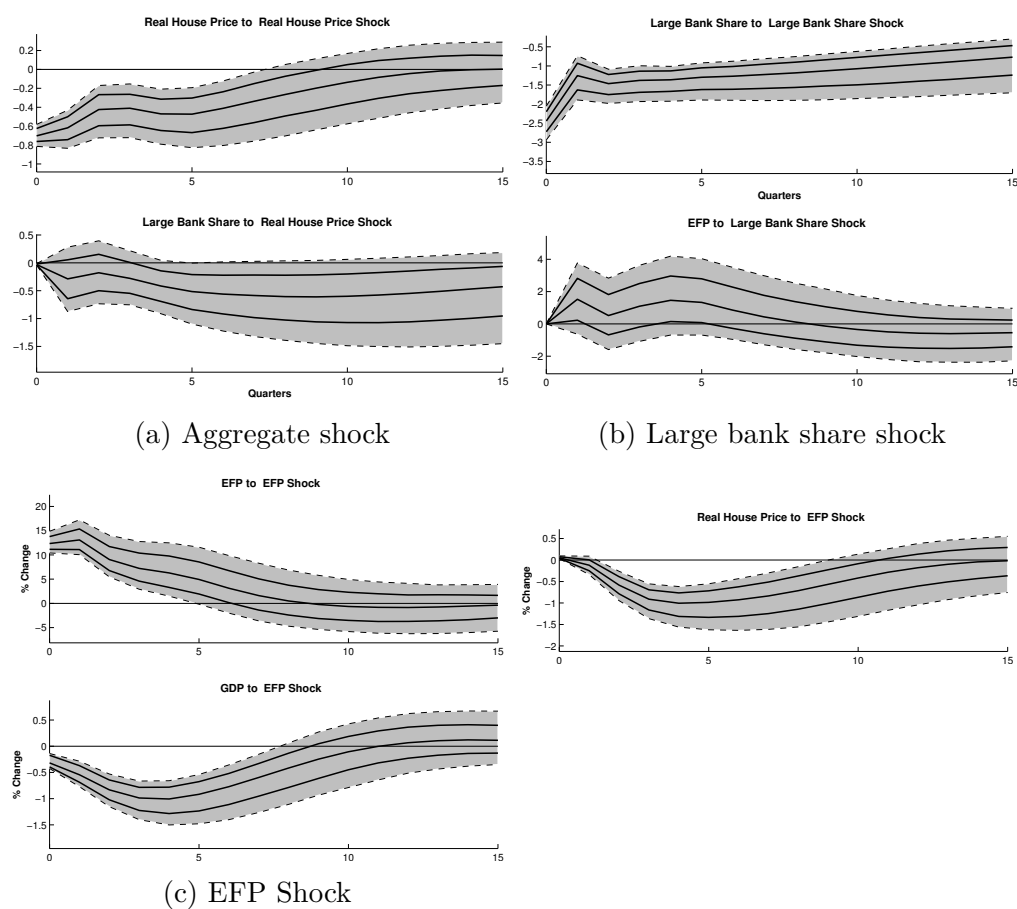 Real House Price to Real House Price Shock
0.2
0
−0.2
−0.4
−0.6
−0.8
−1
0 5 10 15
Large Bank Share to Real House Price Shock
0.5
0
−0.5
−1
−1.5
0 5 10 15
Quarters
(a) Aggregate shock
Large Bank Share to Large Bank Share Shock
−0.5
−1
−1.5
−2
−2.5
−3
−3.5
0 5 10 15
Quarters
EFP to Large Bank Share Shock
4
2
0
−2
0 5 10 15
(b) Large bank share shock
EFP to EFP Shock
% Change
20
15
10
5
0
−5
0 5 10 15
GDP to EFP Shock
% Change
0.5
0
−0.5
−1
−1.5
0 5 10 15
Real House Price to EFP Shock
% Change
0.5
0
−0.5
−1
−1.5
−2
0 5 10 15
(c) EFP Shock